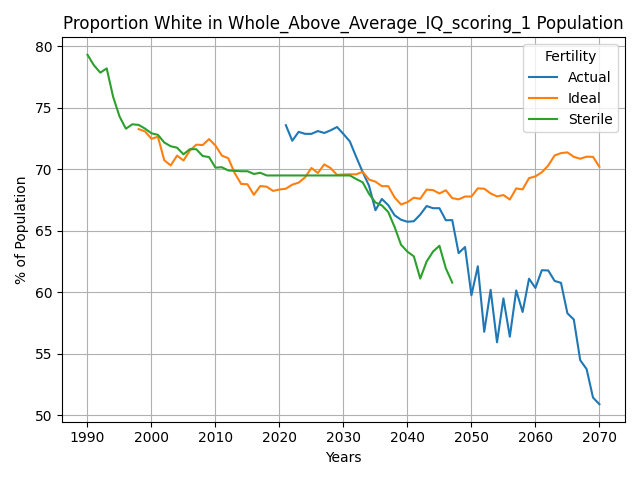 Proportion White in Whole_Above_Average_IQ_scoring_1 Population
Fertility
Actual
Ideal
Sterile
% of Population
80
75
70
65
60
55
50
1990 2000 2010 2020 2030 2040 2050 2060 2070
Years